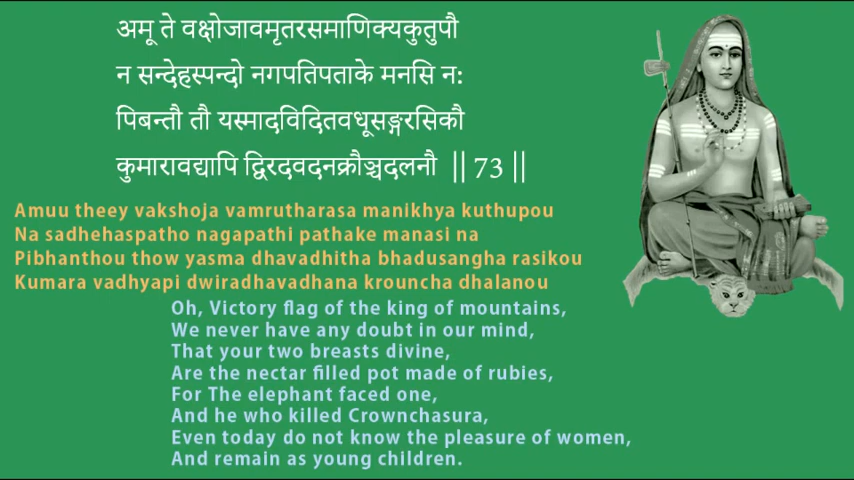 अमू ते वक्षोजावमृतरसमाणिक्यकुतुपौ
न सन्देहस्पन्दो नगपतिपताके मनसि न:
पिबन्तौ तौ यस्मादविदितवधूसङ्गरसिकौ
कुमारावद्यापि द्विरदवदनक्रौञ्चदलनौ || 73 ||
Amuu theey vakshoja vamrutharasa manikhya kuthupou
Na sadhehaspatho nagapathi pathake manasi na
Pibhanthou thow yasma dhavadhitha bhadusangha rasikou
Kumara vadhyapi dwiradhavadhana krouncha dhalanou
Oh, Victory flag of the king of mountains,
We never have any doubt in our mind,
That your two breasts divine,
Are the nectar filled pot made of rubies,
For The elephant faced one,
And he who killed Crownchasura,
Even today do not know the pleasure of women,
And remain as young children.